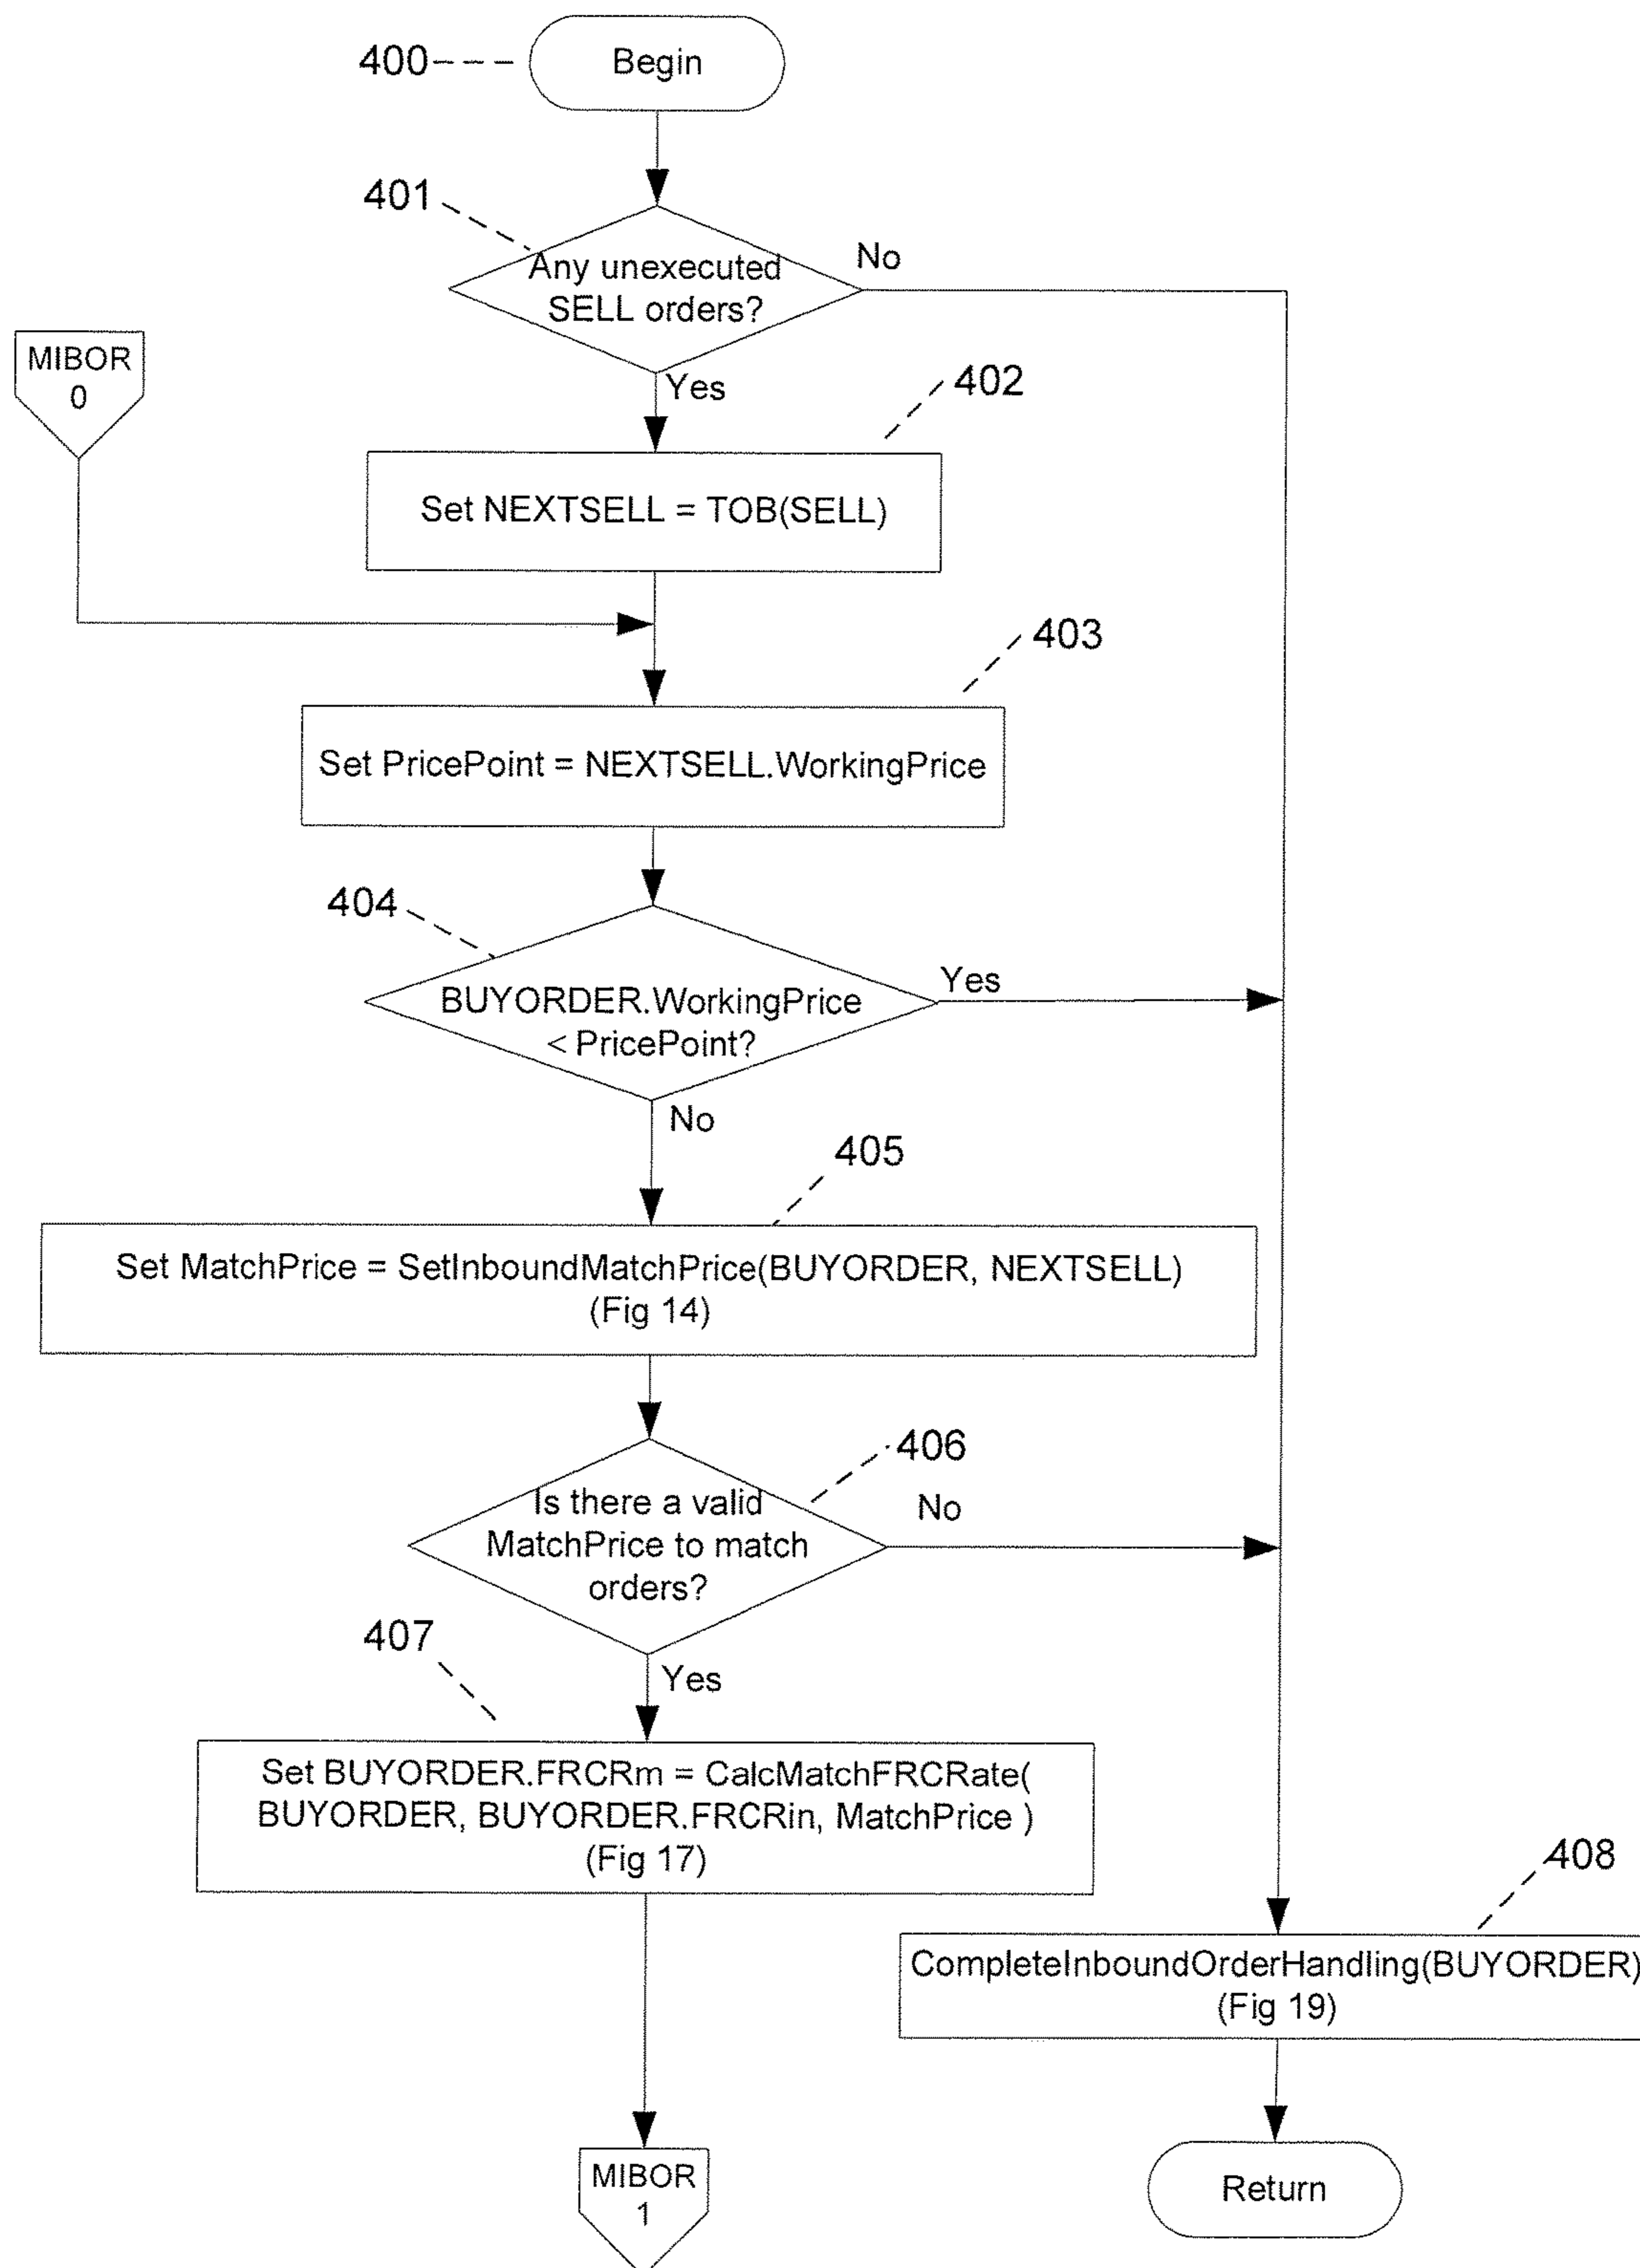 400
Begin
401
Any unexecuted
SELL orders?
No
MIBOR
0
Yes
402
Set NEXTSELL = TOB(SELL)
403
Set PricePoint = NEXTSELL.WorkingPrice
404
BUYORDER.WorkingPrice
< PricePoint?
Yes
No
405
Set MatchPrice = SetInboundMatchPrice(BUYORDER, NEXTSELL)
(Fig 14)
406
Is there a valid
MatchPrice to match
orders?
No
407
Yes
Set BUYORDER.FRCRm = CalcMatchFRCRate(
BUYORDER, BUYORDER.FRCRin, MatchPrice )
(Fig 17)
408
CompleteInboundOrderHandling(BUYORDER)
(Fig 19)
MIBOR
1
Return